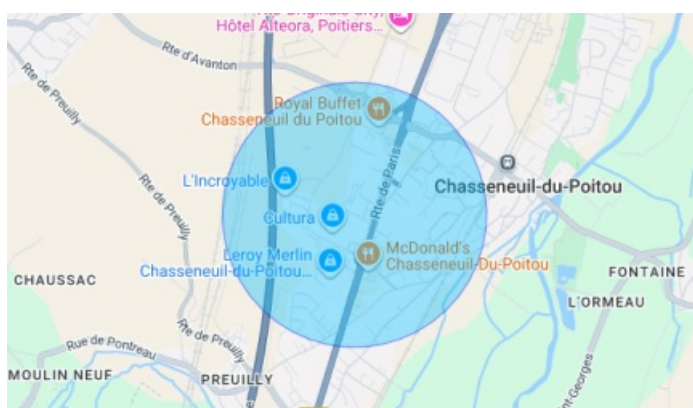 Hôtel Alteora, Poitiers...
Rte d'Avanton
Rte de Preuilly
Royal Buffet
Chasseneuil du Poitou
L'Incroyable
Rte de Paris
Chasseneuil-du-Poitou
Cultura
Rte de Preuilly
Leroy Merlin
Chasseneuil-du-Poitou...
McDonald's
Chasseneuil-Du-Poitou
FONTAINE
CHAUSSAC
L'ORMEAU
Rte de Preuilly
Rue de Pontreau
MOULIN NEUF
PREUILLY